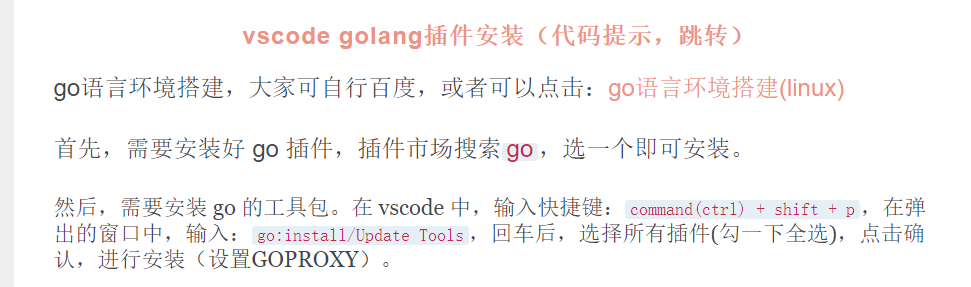 vscode golang插件安装（代码提示，跳转）
go语言环境搭建，大家可自行百度，或者可以点击：go语言环境搭建(linux)
首先，需要安装好 go 插件，插件市场搜索go，选一个即可安装。
然后，需要安装 go 的工具包。在 vscode 中，输入快捷键：command(ctrl) + shift + p，在弹
出的窗口中，输入：go:install/Update Tools，回车后，选择所有插件(勾一下全选)，点击确
认，进行安装（设置GOPROXY）。